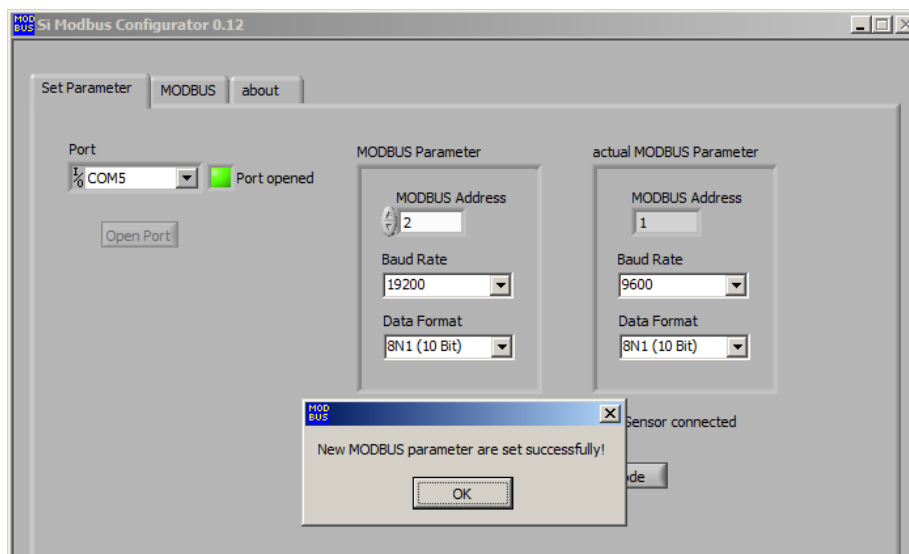 MOD BUS Si Modbus Configurator 0.12
Set Parameter MODBUS about
Port
I/O COM5
Port opened
Open Port
MODBUS Parameter
MODBUS Address
2
Baud Rate
19200
Data Format
8N1 (10 Bit)
actual MODBUS Parameter
MODBUS Address
1
Baud Rate
9600
Data Format
8N1 (10 Bit)
Sensor connected
MOD BUS
New MODBUS parameter are set successfully!
OK